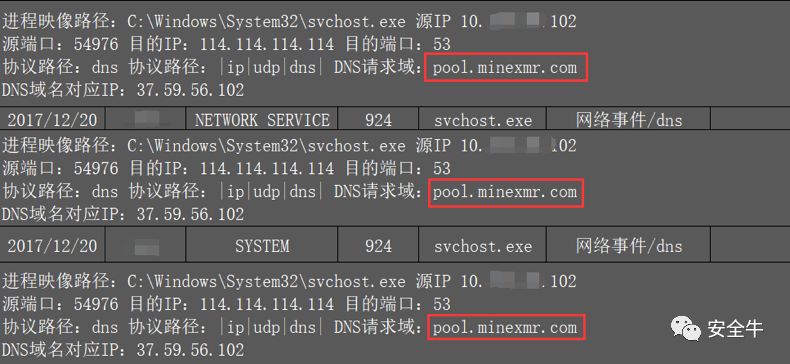 进程映像路径：C:\Windows\System32\svchost.exe 源IP 10. .102
源端口：54976 目的IP：114.114.114.114 目的端口：53
协议路径：dns 协议路径：|ip|udp|dns| DNS请求域：pool.minexmr.com
DNS域名对应IP：37.59.56.102
2017/12/20 NETWORK SERVICE 924 svchost.exe 网络事件/dns
进程映像路径：C:\Windows\System32\svchost.exe 源IP 10. .102
源端口：54976 目的IP：114.114.114.114 目的端口：53
协议路径：dns 协议路径：|ip|udp|dns| DNS请求域：pool.minexmr.com
DNS域名对应IP：37.59.56.102
2017/12/20 SYSTEM 924 svchost.exe 网络事件/dns
进程映像路径：C:\Windows\System32\svchost.exe 源IP 10. .102
源端口：54976 目的IP：114.114.114.114 目的端口：53
协议路径：dns 协议路径：|ip|udp|dns| DNS请求域：pool.minexmr.com
DNS域名对应IP：37.59.56.102
安全牛